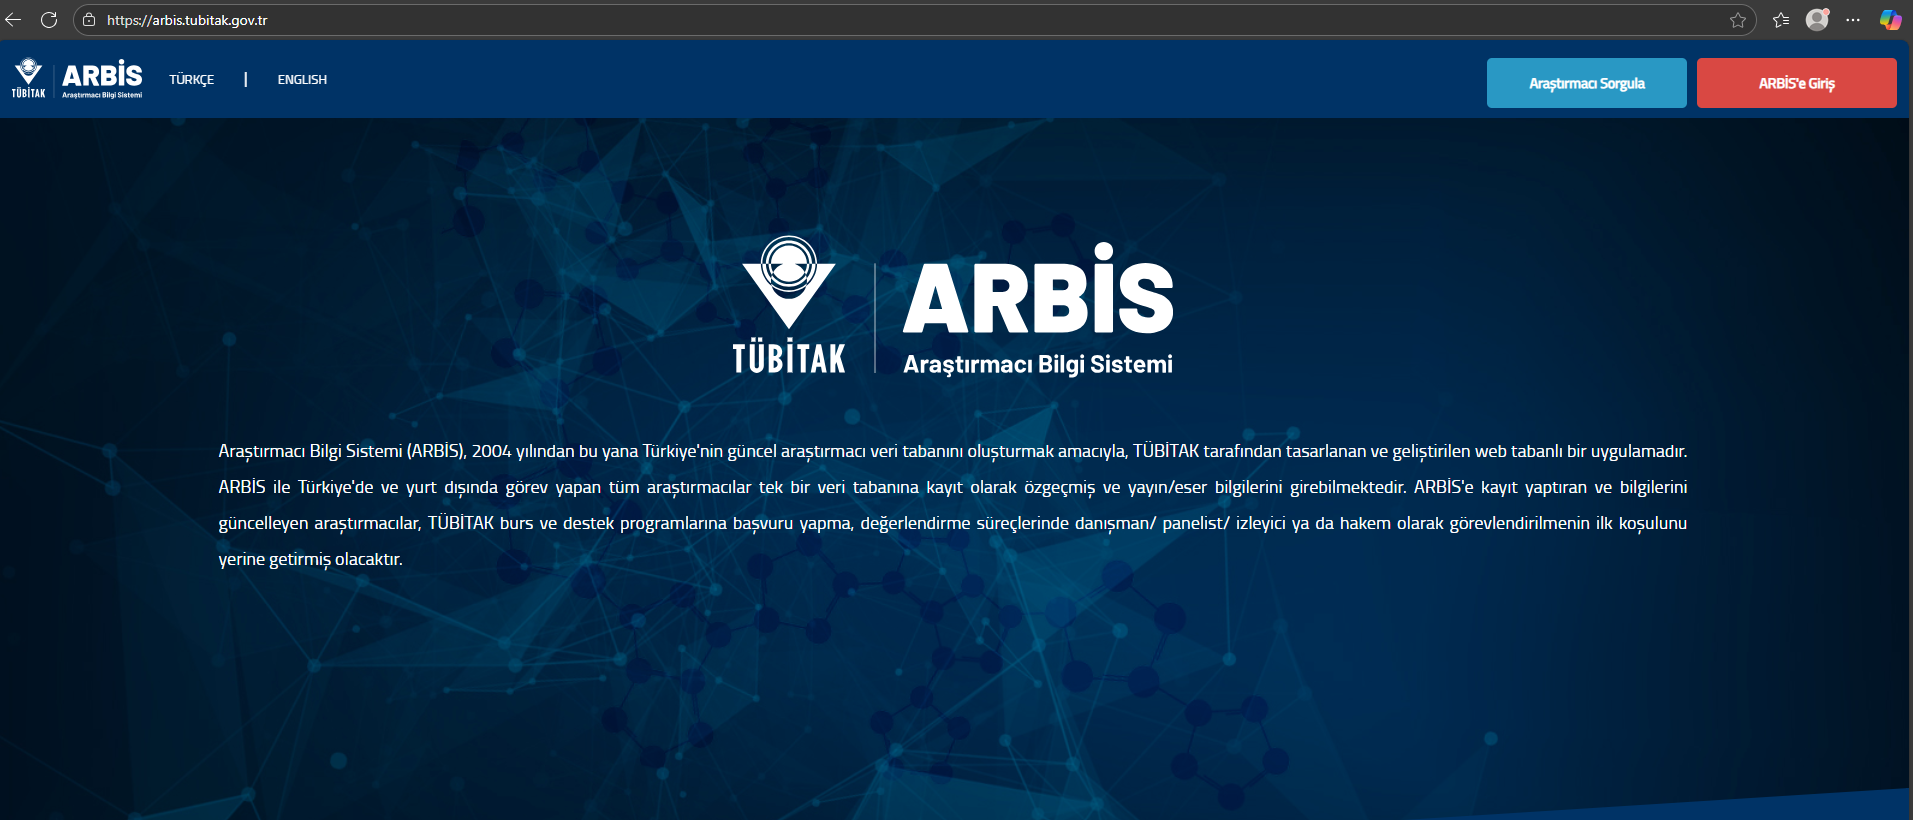 https://arbis.tubitak.gov.tr
TÜBİTAK
ARBİS
Araştırmacı Bilgi Sistemi
TÜRKÇE | ENGLISH
Araştırmacı Sorgula
ARBİS'e Giriş
TÜBİTAK
ARBİS
Araştırmacı Bilgi Sistemi
Araştırmacı Bilgi Sistemi (ARBİS), 2004 yılından bu yana Türkiye'nin güncel araştırmacı veri tabanını oluşturmak amacıyla, TÜBİTAK tarafından tasarlanan ve geliştirilen web tabanlı bir uygulamadır.
ARBİS ile Türkiye'de ve yurt dışında görev yapan tüm araştırmacılar tek bir veri tabanına kayıt olarak özgeçmiş ve yayın/eser bilgilerini girebilmektedir. ARBİS'e kayıt yaptıran ve bilgilerini
güncelleyen araştırmacılar, TÜBİTAK burs ve destek programlarına başvuru yapma, değerlendirme süreçlerinde danışman/ panelist/ izleyici ya da hakem olarak görevlendirilmenin ilk koşulunu
yerine getirmiş olacaktır.